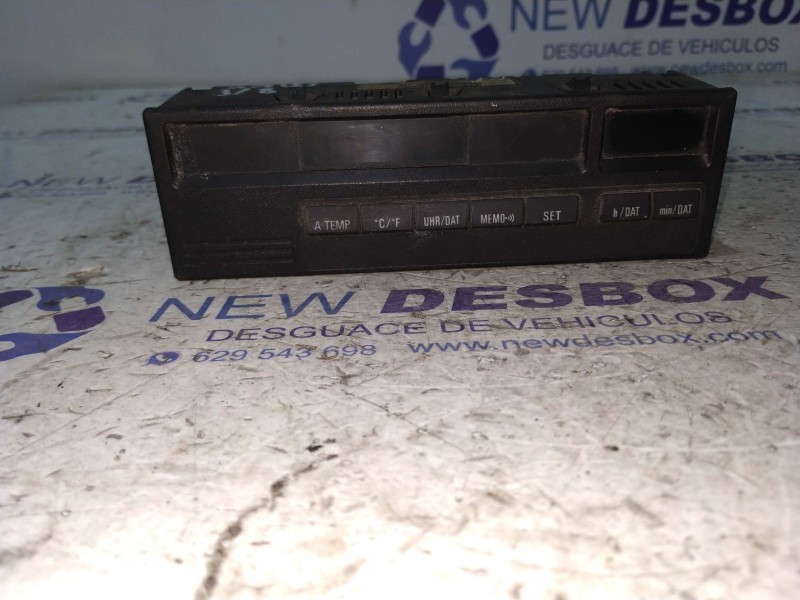 NEW DESBOX
DESGUACE DE VEHICULOS
www.newdesbox.com
A·TEMP °C/°F UHR/DAT MEMO SET h/DAT min/DAT
NEW DESBOX
DESGUACE DE VEHICULOS
629 543 698 www.newdesbox.com